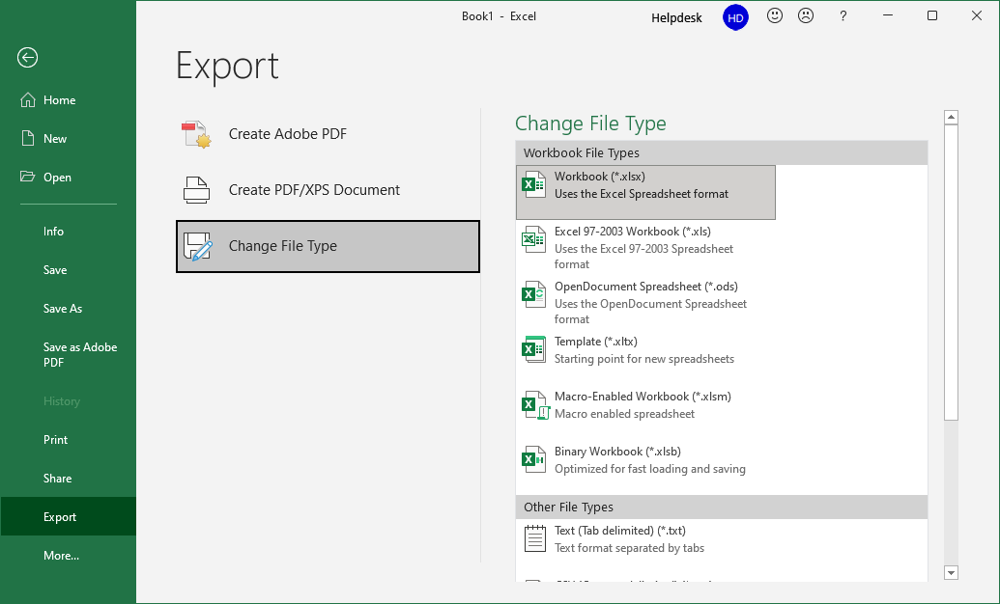 Book1 - Excel
Helpdesk
HD
?
Export
Home
New
Open
Info
Save
Save As
Save as Adobe
PDF
History
Print
Share
Export
More...
Create Adobe PDF
Create PDF/XPS Document
Change File Type
Change File Type
Workbook File Types
Workbook (*.xlsx)
Uses the Excel Spreadsheet format
Excel 97-2003 Workbook (*.xls)
Uses the Excel 97-2003 Spreadsheet
format
OpenDocument Spreadsheet (*.ods)
Uses the OpenDocument Spreadsheet
format
Template (*.xltx)
Starting point for new spreadsheets
Macro-Enabled Workbook (*.xlsm)
Macro enabled spreadsheet
Binary Workbook (*.xlsb)
Optimized for fast loading and saving
Other File Types
Text (Tab delimited) (*.txt)
Text format separated by tabs